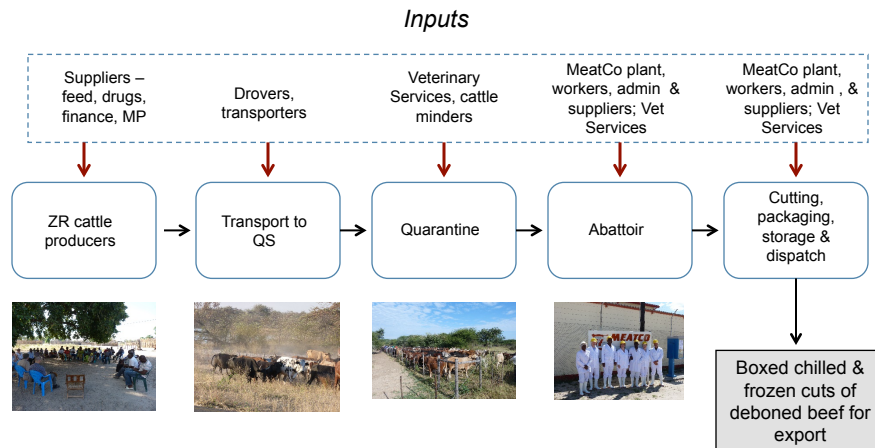 Inputs
Suppliers –
feed, drugs,
finance, MP
Drovers,
transporters
Veterinary
Services, cattle
minders
MeatCo plant,
workers, admin & 
suppliers; Vet
Services
MeatCo plant,
workers, admin , &
suppliers; Vet
Services
ZR cattle
producers
Transport to
QS
Quarantine
Abattoir
Cutting,
packaging,
storage &
dispatch
MEATCO
Boxed chilled &
frozen cuts of
deboned beef for
export